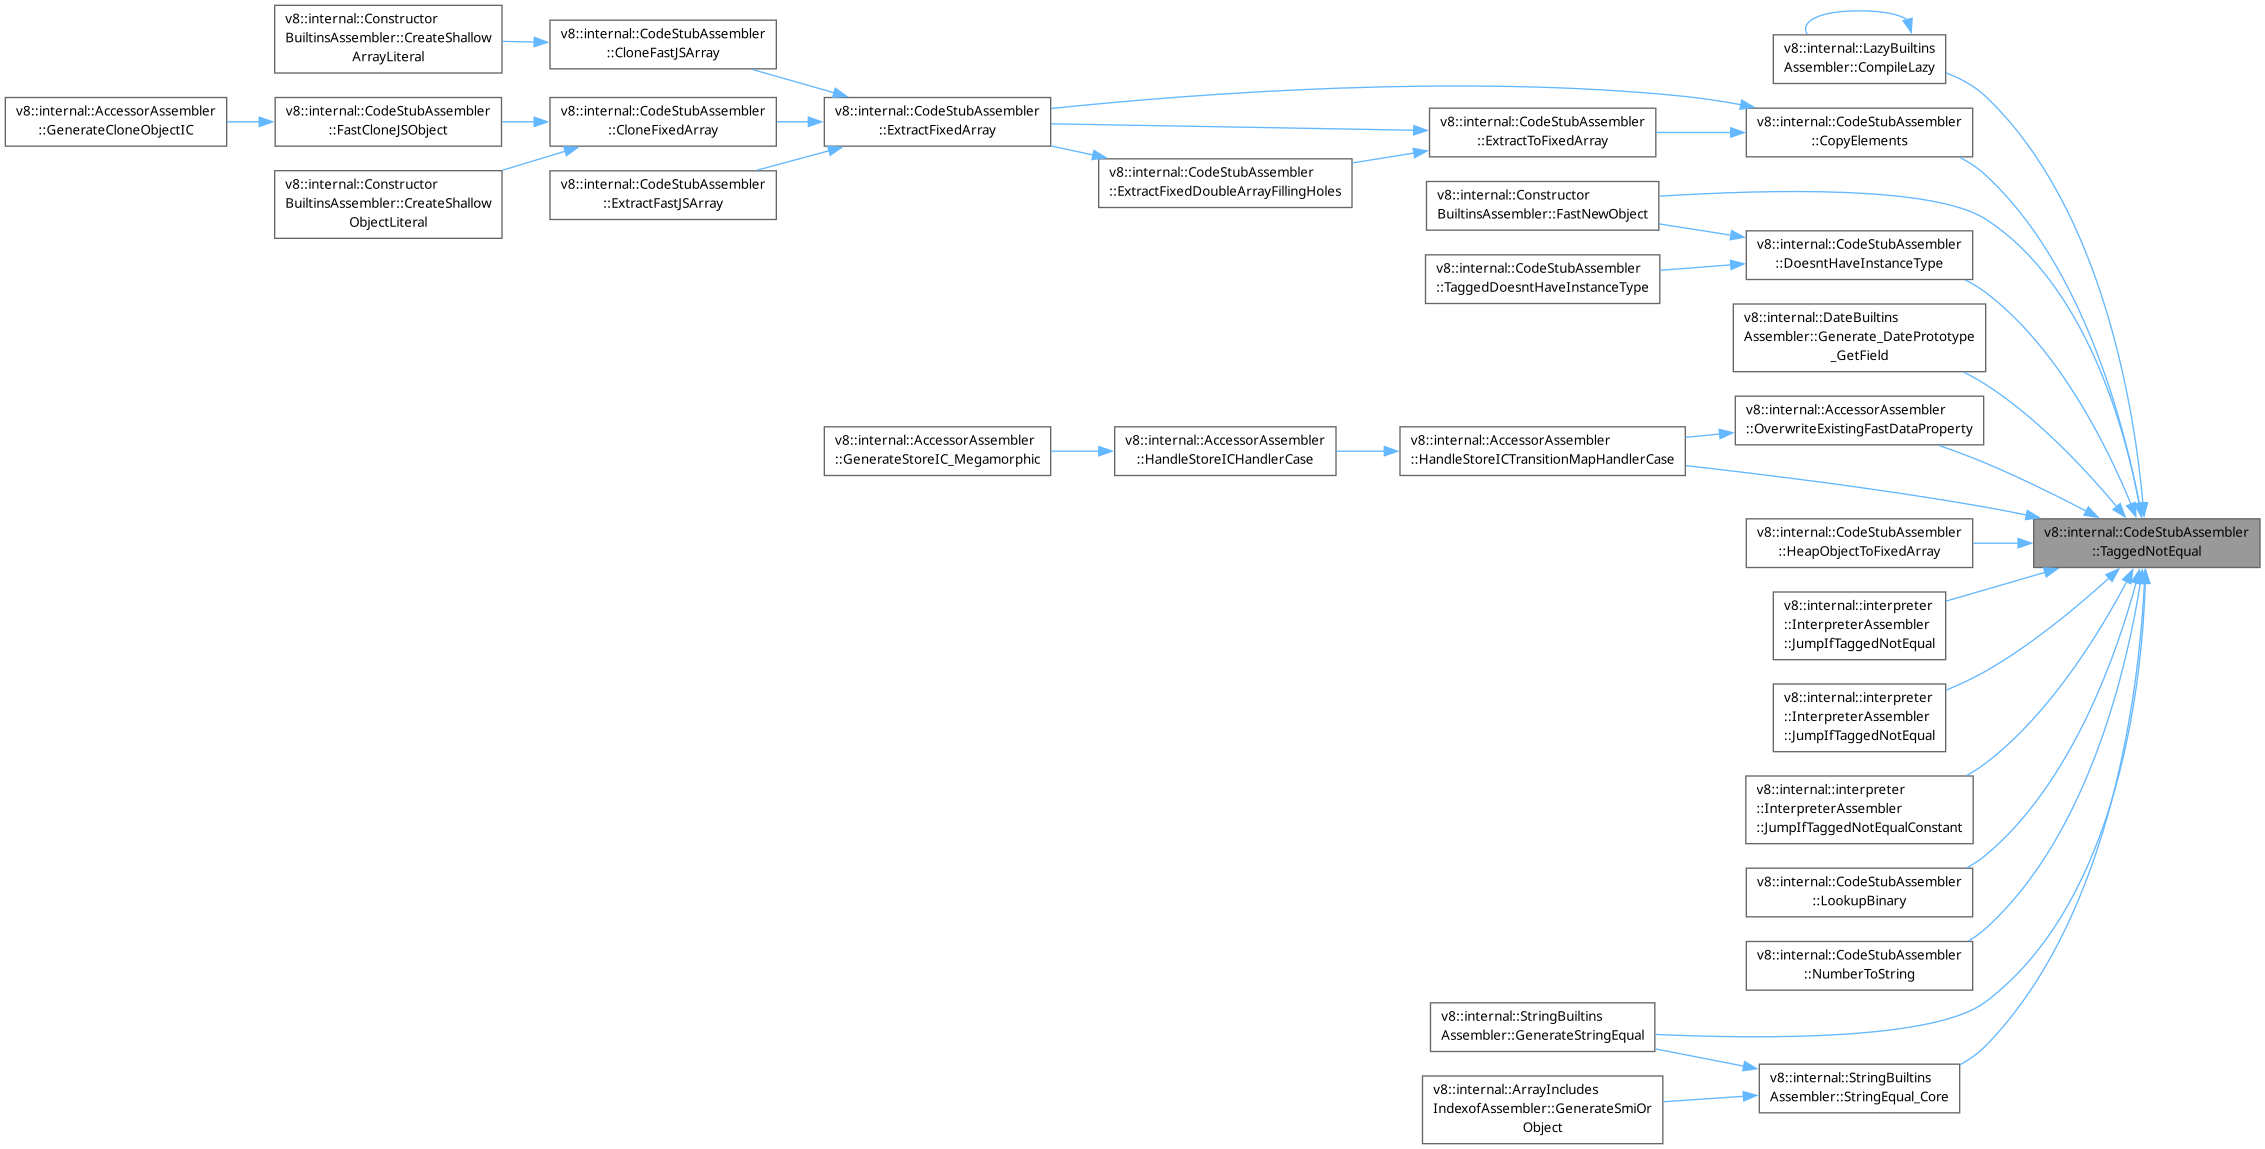 v8::internal::Constructor
BuiltinsAssembler::CreateShallow
ArrayLiteral
v8::internal::CodeStubAssembler
::CloneFastJSArray
v8::internal::LazyBuiltins
Assembler::CompileLazy
v8::internal::AccessorAssembler
::GenerateCloneObjectIC
v8::internal::CodeStubAssembler
::FastCloneJSObject
v8::internal::CodeStubAssembler
::CloneFixedArray
v8::internal::CodeStubAssembler
::ExtractFixedArray
v8::internal::CodeStubAssembler
::ExtractToFixedArray
v8::internal::CodeStubAssembler
::CopyElements
v8::internal::Constructor
BuiltinsAssembler::CreateShallow
ObjectLiteral
v8::internal::CodeStubAssembler
::ExtractFastJSArray
v8::internal::CodeStubAssembler
::ExtractFixedDoubleArrayFillingHoles
v8::internal::Constructor
BuiltinsAssembler::FastNewObject
v8::internal::CodeStubAssembler
::DoesntHaveInstanceType
v8::internal::CodeStubAssembler
::TaggedDoesntHaveInstanceType
v8::internal::DateBuiltins
Assembler::Generate_DatePrototype
_GetField
v8::internal::AccessorAssembler
::OverwriteExistingFastDataProperty
v8::internal::AccessorAssembler
::GenerateStoreIC_Megamorphic
v8::internal::AccessorAssembler
::HandleStoreICHandlerCase
v8::internal::AccessorAssembler
::HandleStoreICTransitionMapHandlerCase
v8::internal::CodeStubAssembler
::HeapObjectToFixedArray
v8::internal::CodeStubAssembler
::TaggedNotEqual
v8::internal::interpreter
::InterpreterAssembler
::JumpIfTaggedNotEqual
v8::internal::interpreter
::InterpreterAssembler
::JumpIfTaggedNotEqual
v8::internal::interpreter
::InterpreterAssembler
::JumpIfTaggedNotEqualConstant
v8::internal::CodeStubAssembler
::LookupBinary
v8::internal::CodeStubAssembler
::NumberToString
v8::internal::StringBuiltins
Assembler::GenerateStringEqual
v8::internal::StringBuiltins
Assembler::StringEqual_Core
v8::internal::ArrayIncludes
IndexofAssembler::GenerateSmiOr
Object